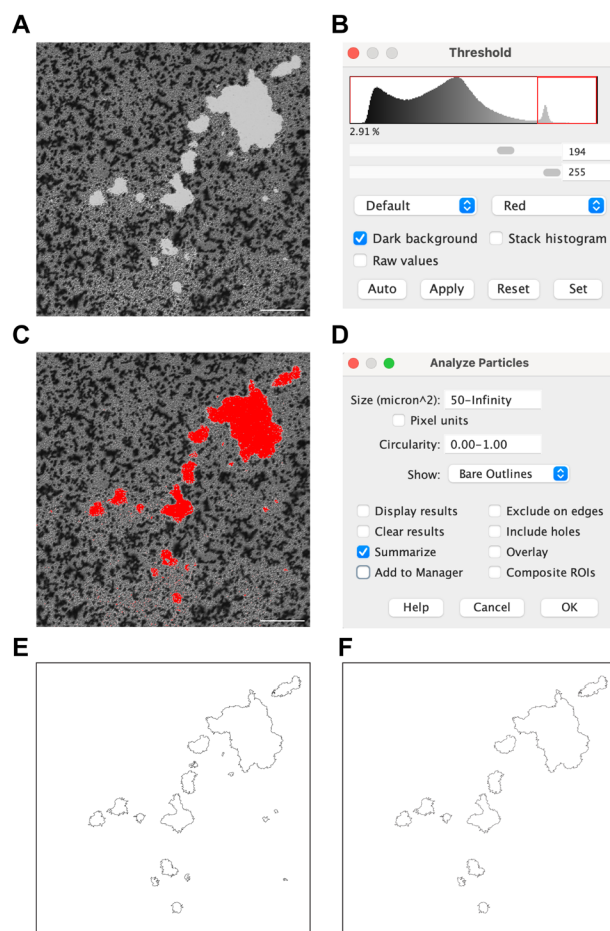 A
B
Threshold
2.91 %
194
255
Default
Red
Dark background
Stack histogram
Raw values
Auto
Apply
Reset
Set
C
D
Analyze Particles
Size (micron^2): 50-Infinity
Pixel units
Circularity: 0.00-1.00
Show: Bare Outlines
Display results
Exclude on edges
Clear results
Include holes
Summarize
Overlay
Add to Manager
Composite ROIs
Help
Cancel
OK
E
F